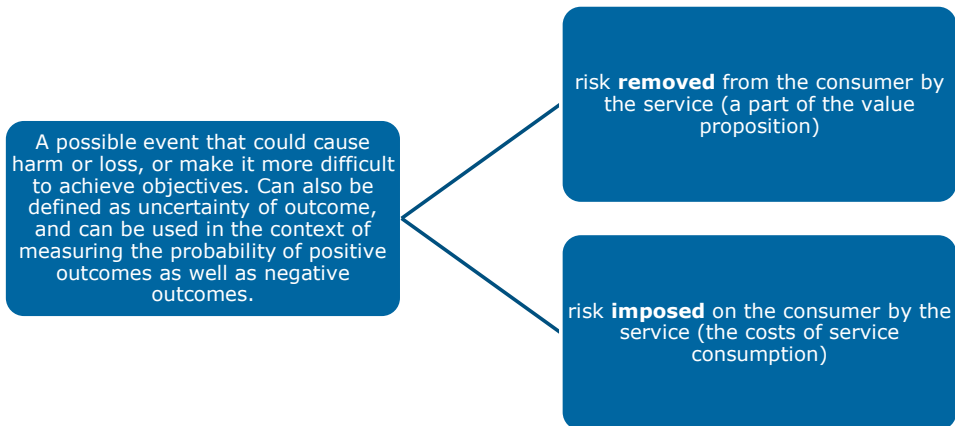 A possible event that could cause
harm or loss, or make it more difficult
to achieve objectives. Can also be
defined as uncertainty of outcome,
and can be used in the context of
measuring the probability of positive
outcomes as well as negative
outcomes.
risk removed from the consumer by
the service (a part of the value
proposition)
risk imposed on the consumer by the
service (the costs of service
consumption)